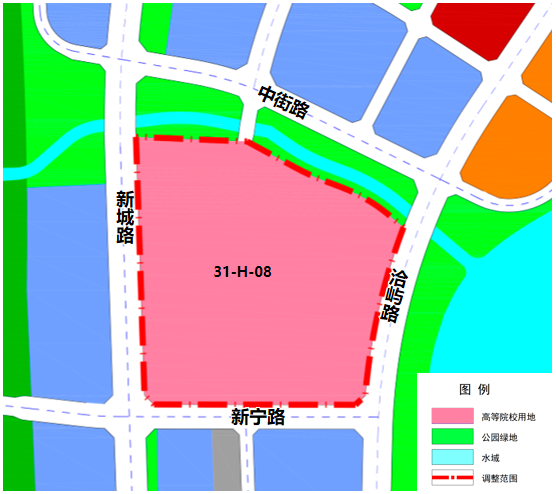 中街路
新城路
31-H-08
洽屿路
新宁路
图 例
高等院校用地
公园绿地
水域
调整范围